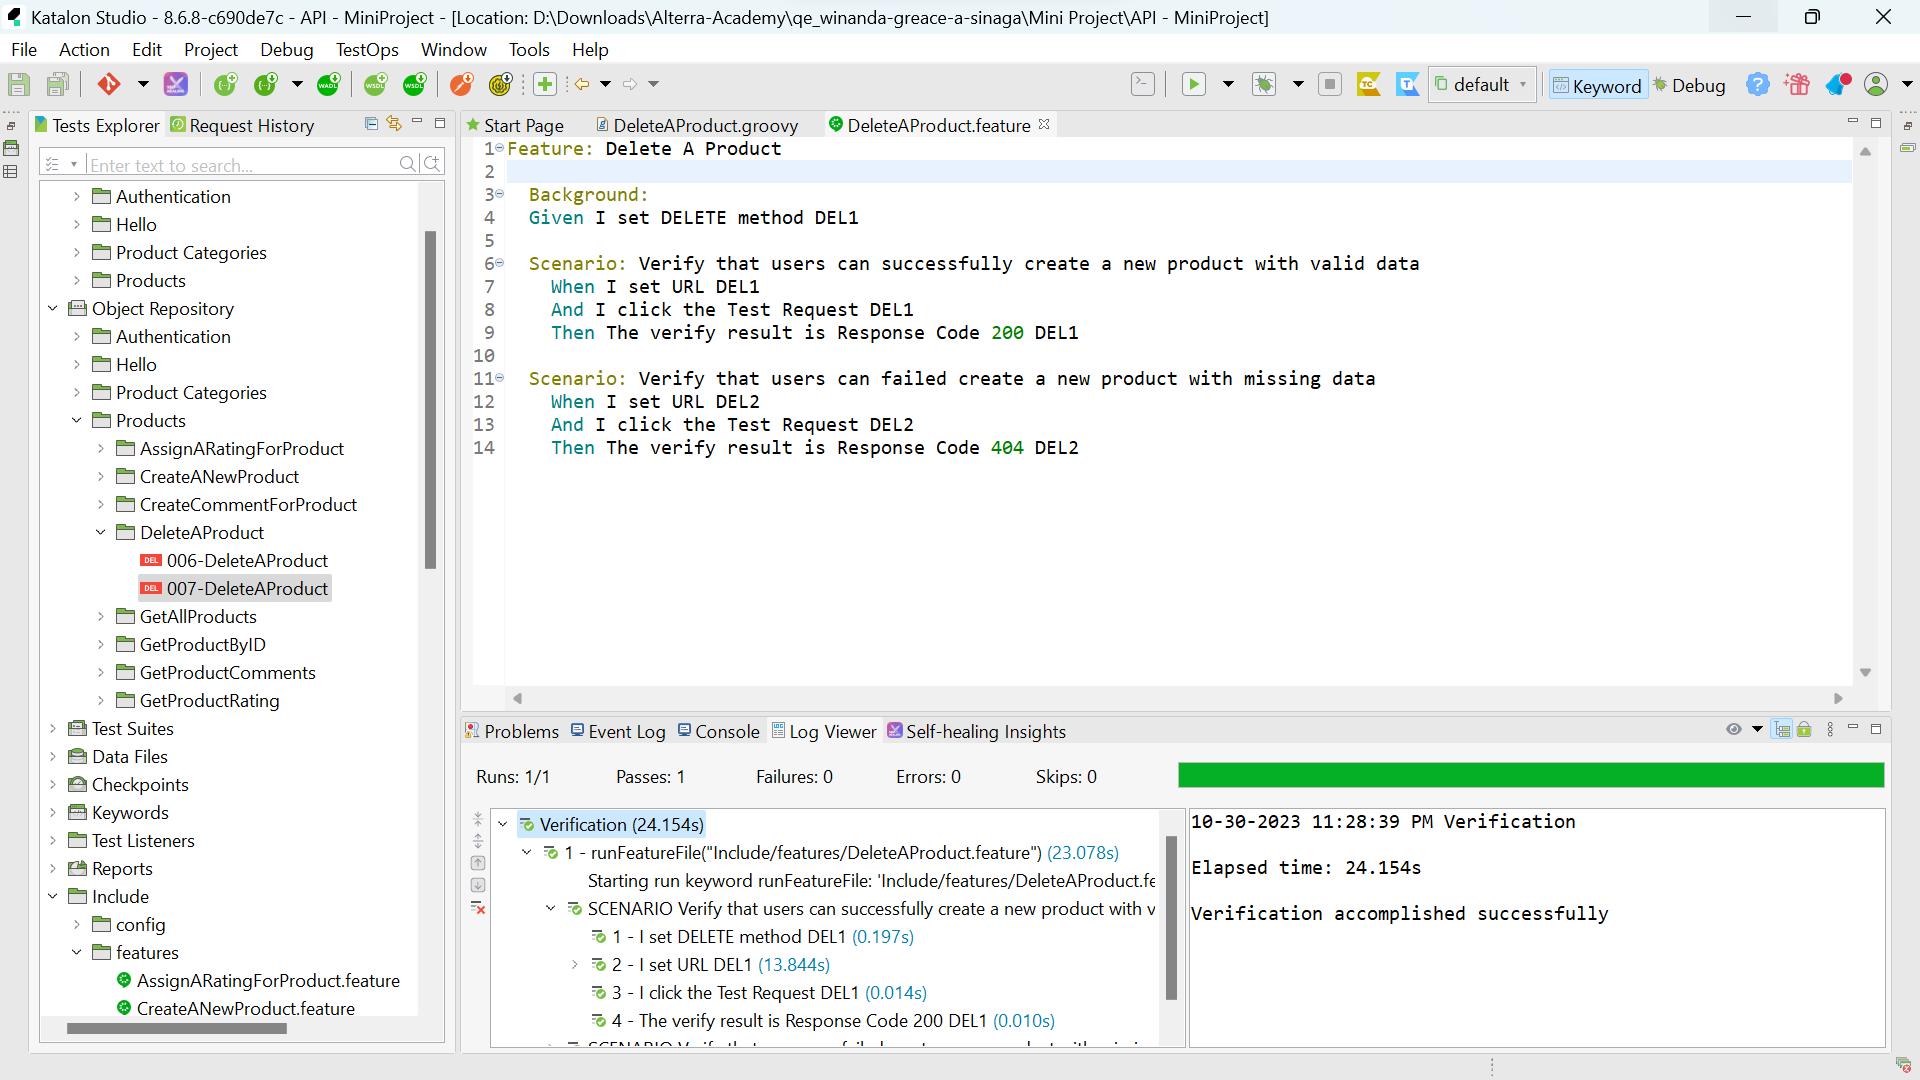 Katalon Studio - 8.6.8-c690de7c - API - MiniProject - [Location: D:\Downloads\Alterra-Academy\qe_winanda-greace-a-sinaga\Mini Project\API - MiniProject]
File Action Edit Project Debug TestOps Window Tools Help
default Keyword Debug
Tests Explorer Request History
Enter text to search...
Authentication
Hello
Product Categories
Products
Object Repository
Authentication
Hello
Product Categories
Products
AssignARatingForProduct
CreateANewProduct
CreateCommentForProduct
DeleteAProduct
DEL 006-DeleteAProduct
DEL 007-DeleteAProduct
GetAllProducts
GetProductByID
GetProductComments
GetProductRating
Test Suites
Data Files
Checkpoints
Keywords
Test Listeners
Reports
Include
config
features
AssignARatingForProduct.feature
CreateANewProduct.feature
Start Page DeleteAProduct.groovy DeleteAProduct.feature
1 Feature: Delete A Product
2
3 Background:
4 Given I set DELETE method DEL1
5
6 Scenario: Verify that users can successfully create a new product with valid data
7 When I set URL DEL1
8 And I click the Test Request DEL1
9 Then The verify result is Response Code 200 DEL1
10
11 Scenario: Verify that users can failed create a new product with missing data
12 When I set URL DEL2
13 And I click the Test Request DEL2
14 Then The verify result is Response Code 404 DEL2
Problems Event Log Console Log Viewer Self-healing Insights
Runs: 1/1 Passes: 1 Failures: 0 Errors: 0 Skips: 0
Verification (24.154s)
1 - runFeatureFile("Include/features/DeleteAProduct.feature") (23.078s)
Starting run keyword runFeatureFile: 'Include/features/DeleteAProduct.fe
SCENARIO Verify that users can successfully create a new product with v
1 - I set DELETE method DEL1 (0.197s)
2 - I set URL DEL1 (13.844s)
3 - I click the Test Request DEL1 (0.014s)
4 - The verify result is Response Code 200 DEL1 (0.010s)
10-30-2023 11:28:39 PM Verification
Elapsed time: 24.154s
Verification accomplished successfully